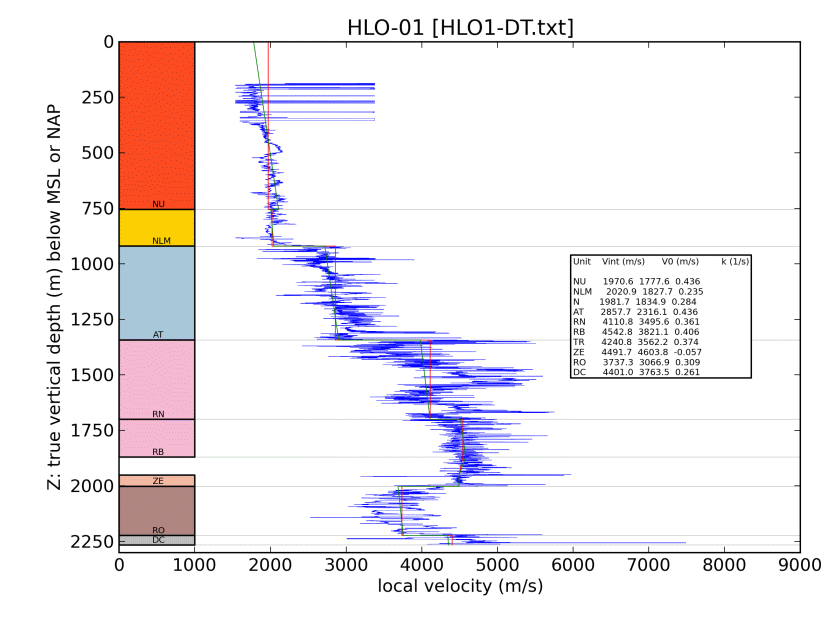 HLO-01 [HLO1-DT.txt]
Z: true vertical depth (m) below MSL or NAP
0
250
500
750
1000
1250
1500
1750
2000
2250
NU
NLM
AT
RN
RB
ZE
RO
DC
Unit Vint (m/s) V0 (m/s) k (1/s)
NU 1970.6 1777.6 0.436
NLM 2020.9 1827.7 0.235
N 1981.7 1834.9 0.284
AT 2857.7 2316.1 0.436
RN 4110.8 3495.6 0.361
RB 4542.8 3821.1 0.406
TR 4240.8 3562.2 0.374
ZE 4491.7 4603.8 -0.057
RO 3737.3 3066.9 0.309
DC 4401.0 3763.5 0.261
0 1000 2000 3000 4000 5000 6000 7000 8000 9000
local velocity (m/s)